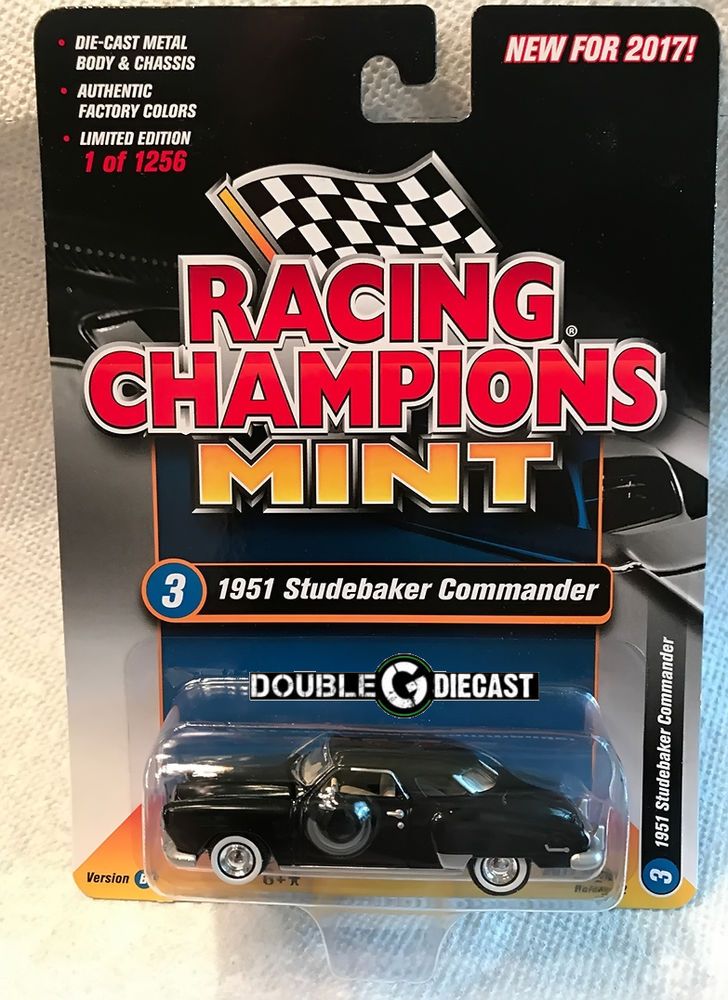 • DIE-CAST METAL
BODY & CHASSIS
• AUTHENTIC
FACTORY COLORS
• LIMITED EDITION
1 of 1256
NEW FOR 2017!
RACING
CHAMPIONS®
MINT
3 1951 Studebaker Commander
DOUBLE G DIECAST
3 1951 Studebaker Commander
Version B